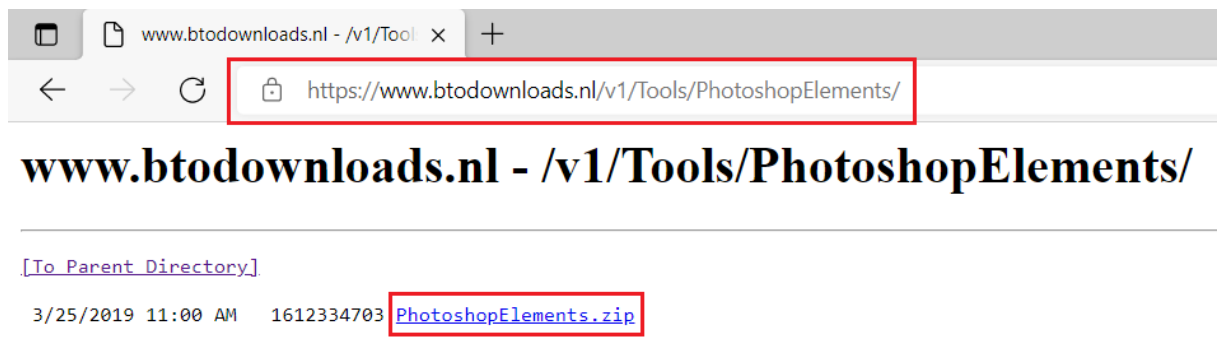 www.btodownloads.nl - /v1/Tool
https://www.btodownloads.nl/v1/Tools/PhotoshopElements/
www.btodownloads.nl - /v1/Tools/PhotoshopElements/
[To Parent Directory]
3/25/2019 11:00 AM 1612334703 PhotoshopElements.zip